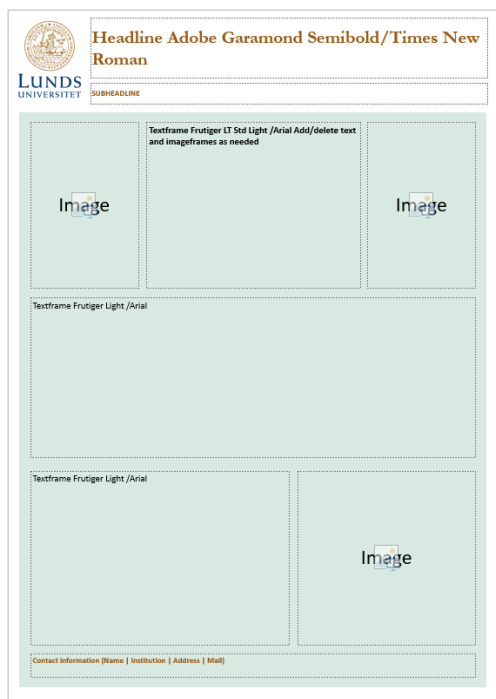 Headline Adobe Garamond Semibold/Times New
Roman
LUNDS
UNIVERSITET
SUBHEADLINE
Textframe Frutiger LT Std Light /Arial Add/delete text
and imageframes as needed
Image
Image
Textframe Frutiger Light /Arial
Textframe Frutiger Light /Arial
Image
Contact information (Name | Institution | Address | Mail)